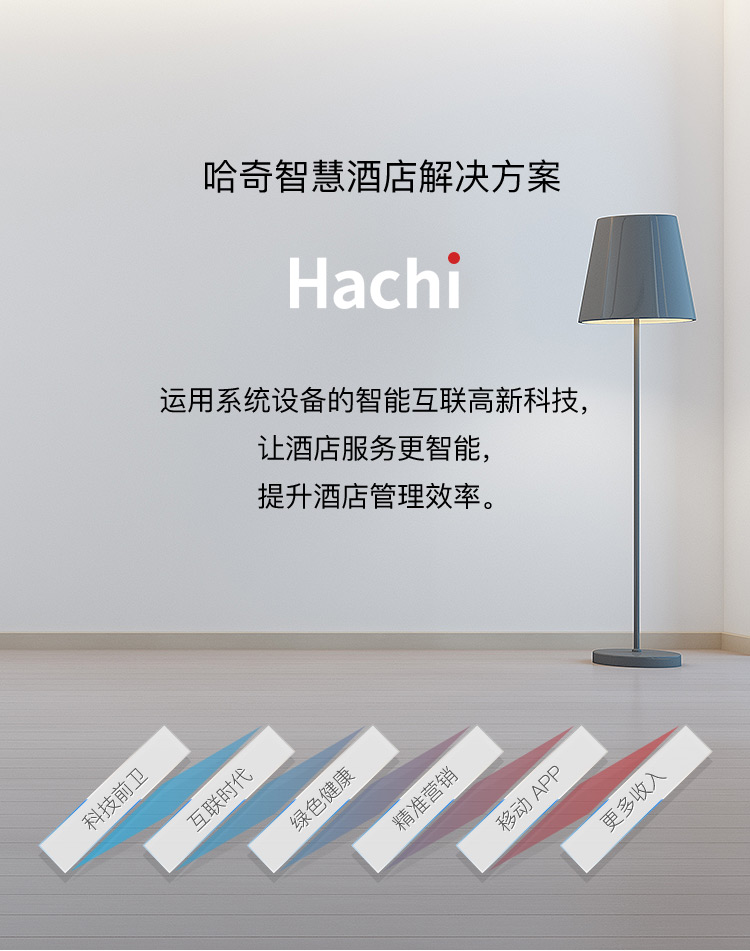 哈奇智慧酒店解决方案
Hachi
运用系统设备的智能互联高新科技，
让酒店服务更智能，
提升酒店管理效率。
科技前卫
互联时代
绿色健康
精准营销
移动 APP
更多收入